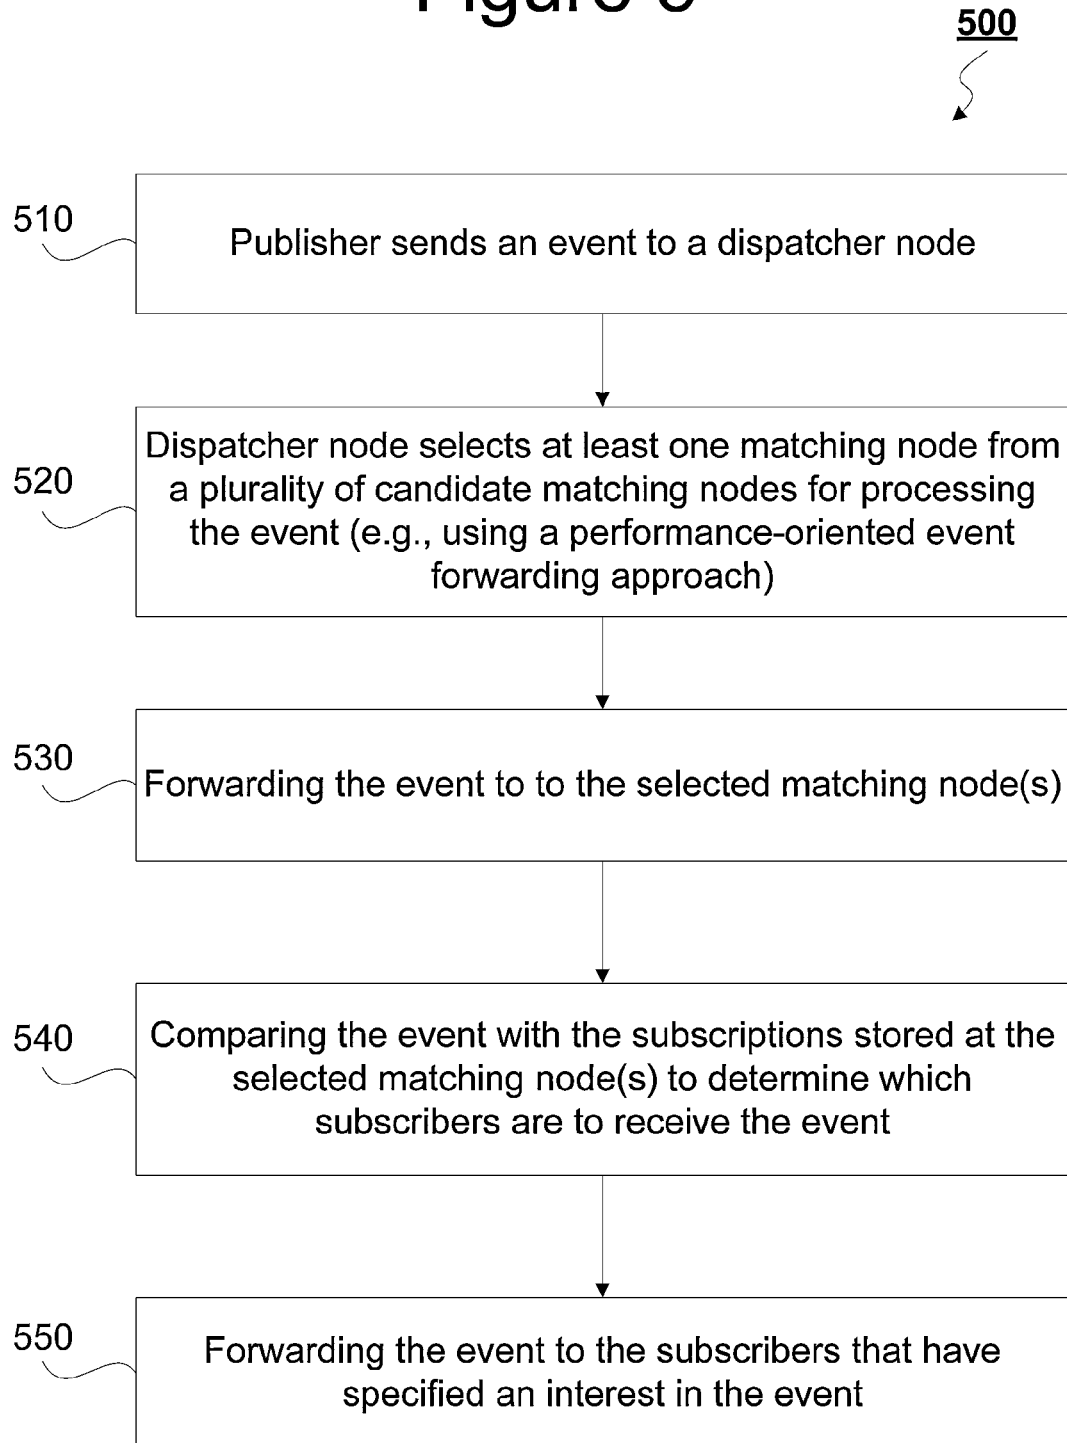 Figure 5
500
510
Publisher sends an event to a dispatcher node
520
Dispatcher node selects at least one matching node from
a plurality of candidate matching nodes for processing
the event (e.g., using a performance-oriented event
forwarding approach)
530
Forwarding the event to to the selected matching node(s)
540
Comparing the event with the subscriptions stored at the
selected matching node(s) to determine which
subscribers are to receive the event
550
Forwarding the event to the subscribers that have
specified an interest in the event